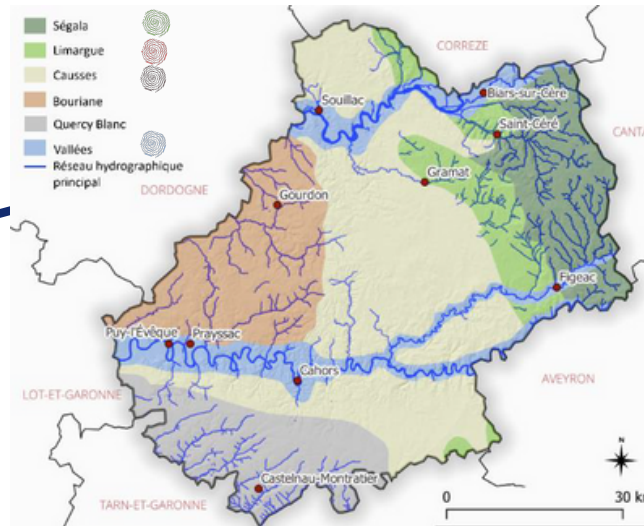 Ségala
Limargue
Causses
Bouriane
Quercy Blanc
Vallées
Réseau hydrographique
principal
CORREZE
Biars-sur-Cère
Souillac
Saint-Céré
CANTA
Gramat
DORDOGNE
Gourdon
Figeac
Puy-l'Évêque
Prayssac
Cahors
AVEYRON
LOT-ET-GARONNE
Castelnau-Montratier
TARN-ET-GARONNE
N
0
30 k